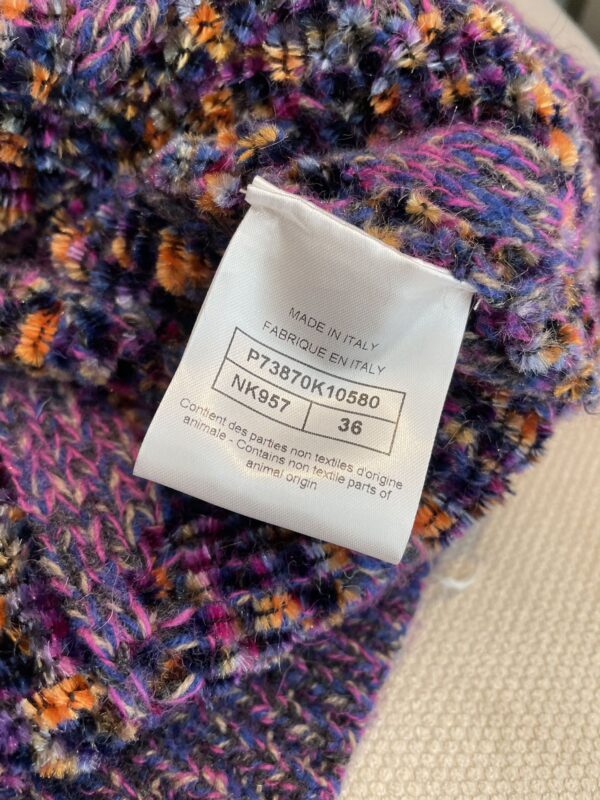 MADE IN ITALY
FABRIQUE EN ITALY
P73870K10580
NK957 36
Contient des parties non textiles d'origine
animale - Contains non textile parts of
animal origin